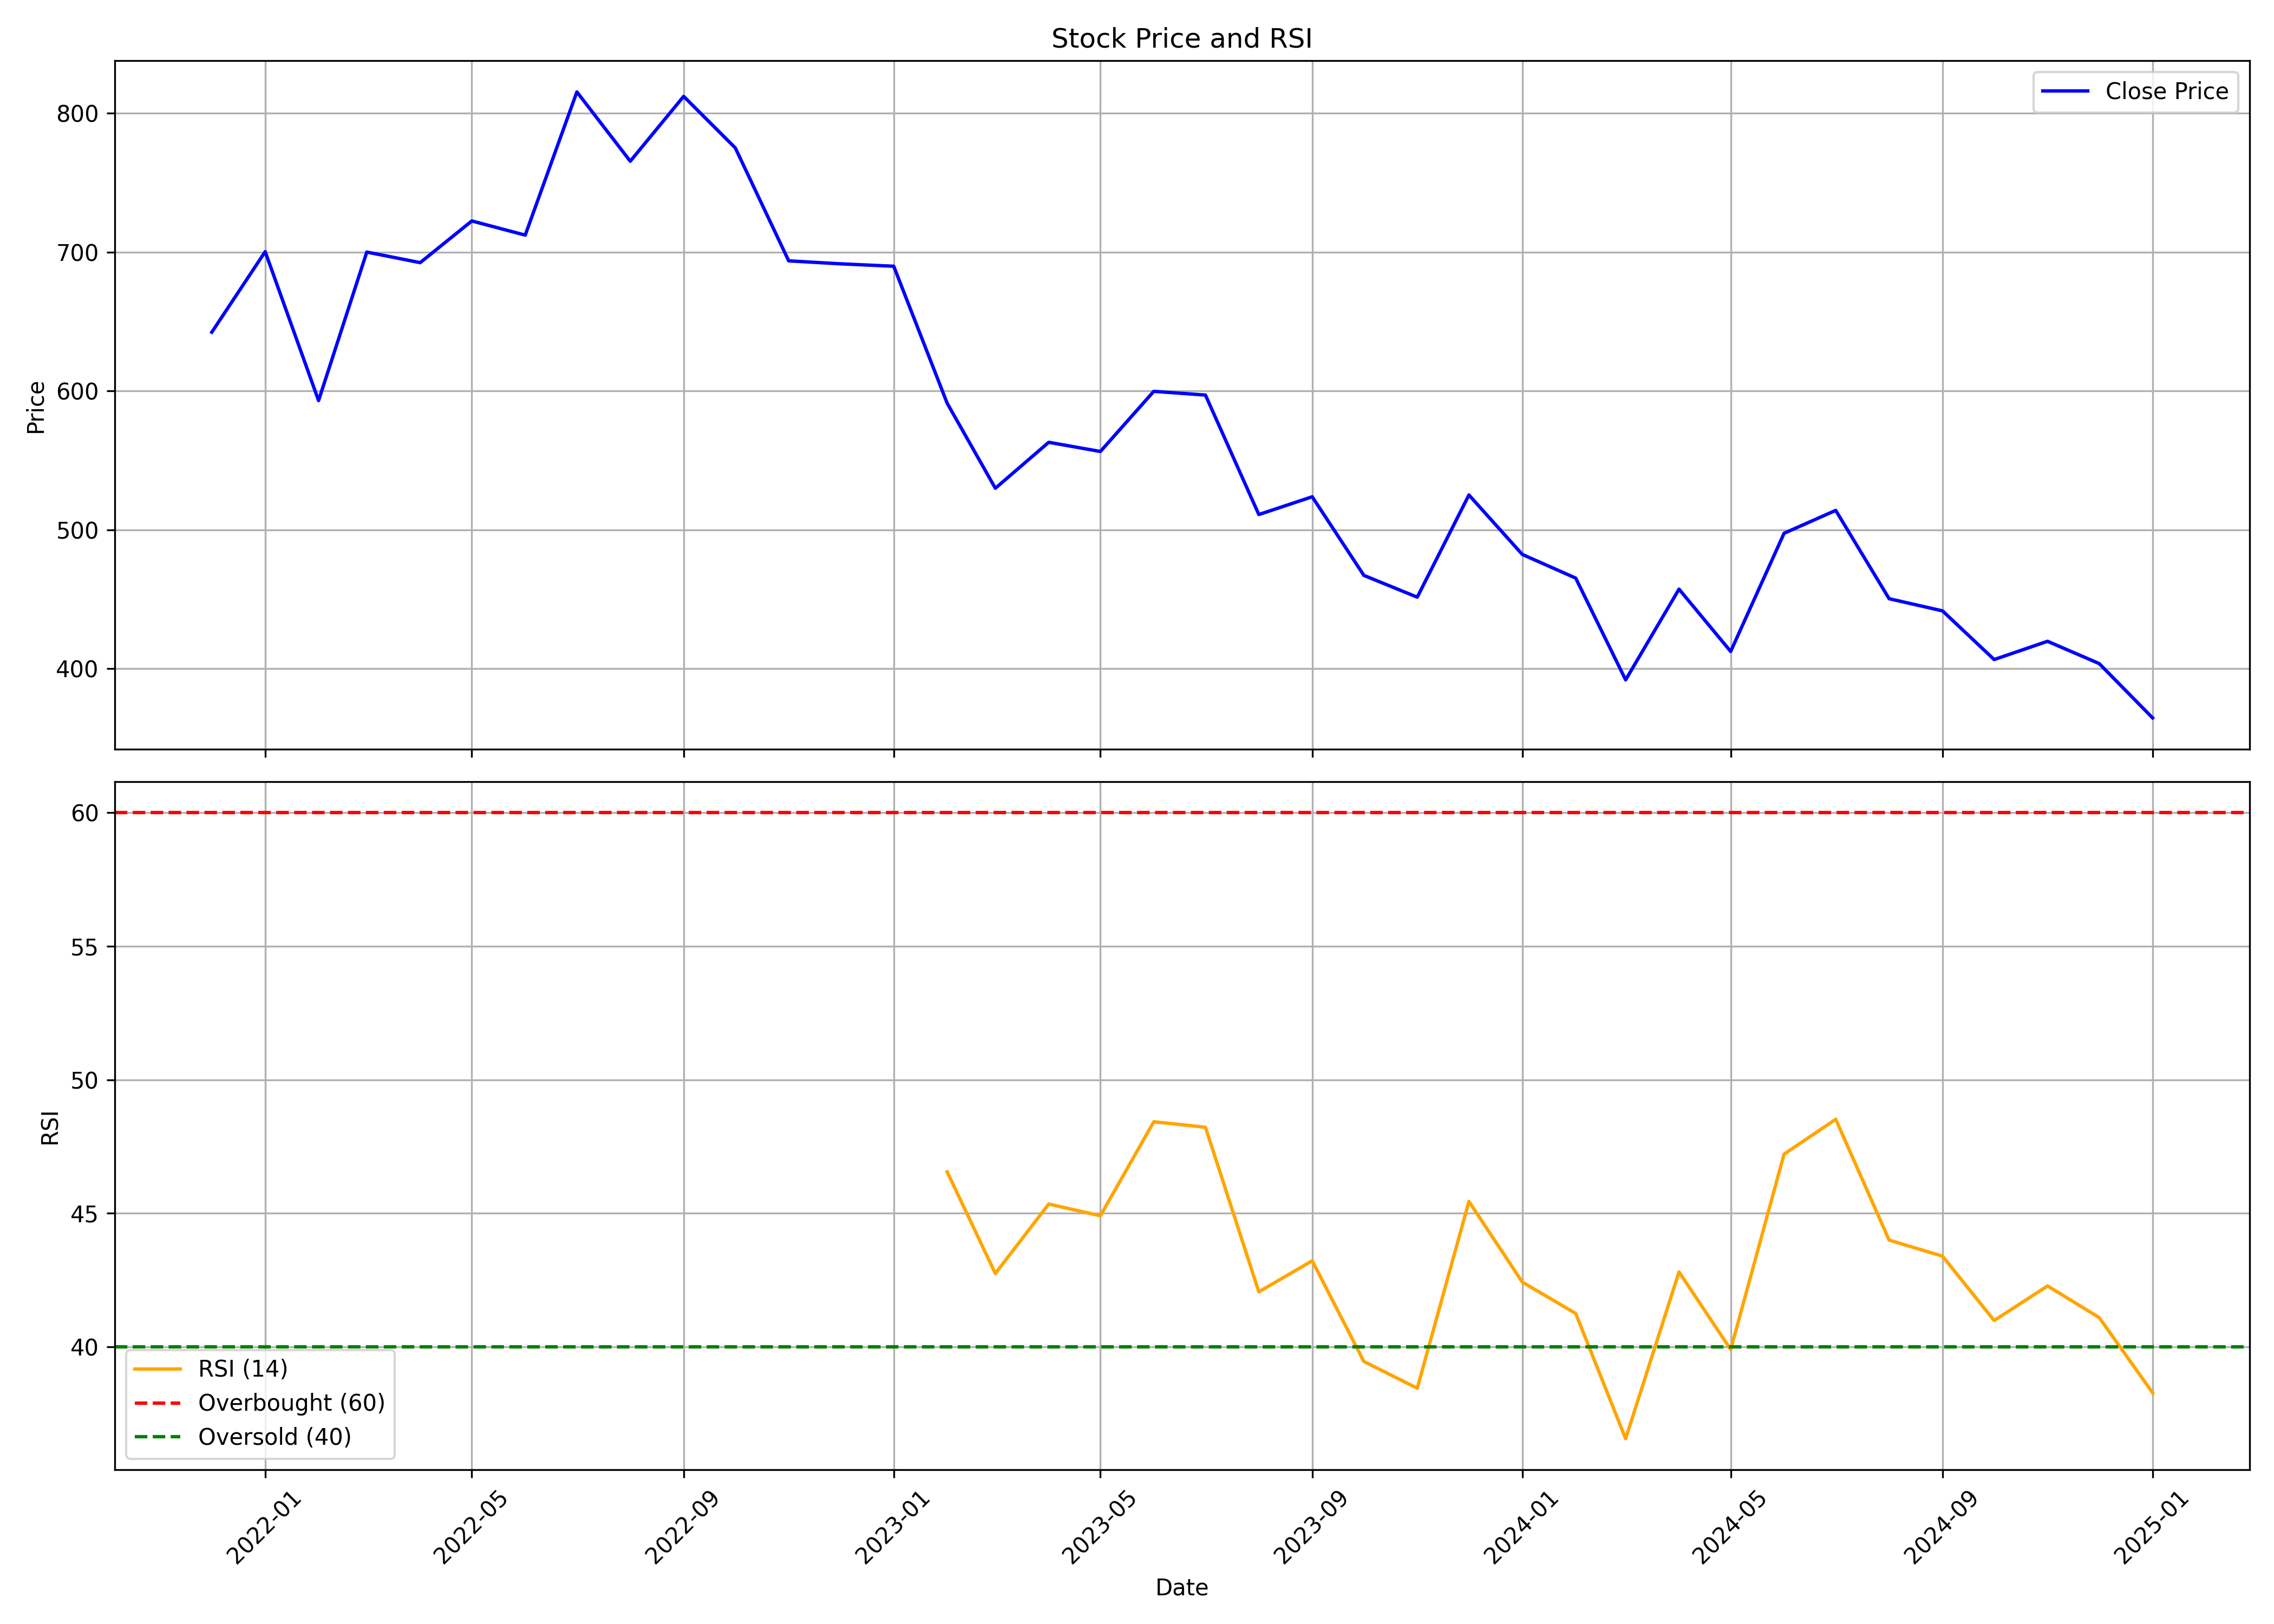 Stock Price and RSI
Close Price
Price
800
700
600
500
400
RSI
60
55
50
45
40
RSI (14)
Overbought (60)
Oversold (40)
2022-01
2022-05
2022-09
2023-01
2023-05
2023-09
2024-01
2024-05
2024-09
2025-01
Date